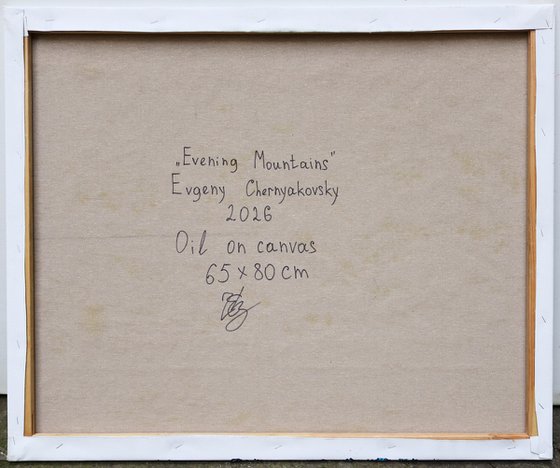 „Evening Mountains"
Evgeny Chernyakovsky
2026
Oil on canvas
65 x 80 cm